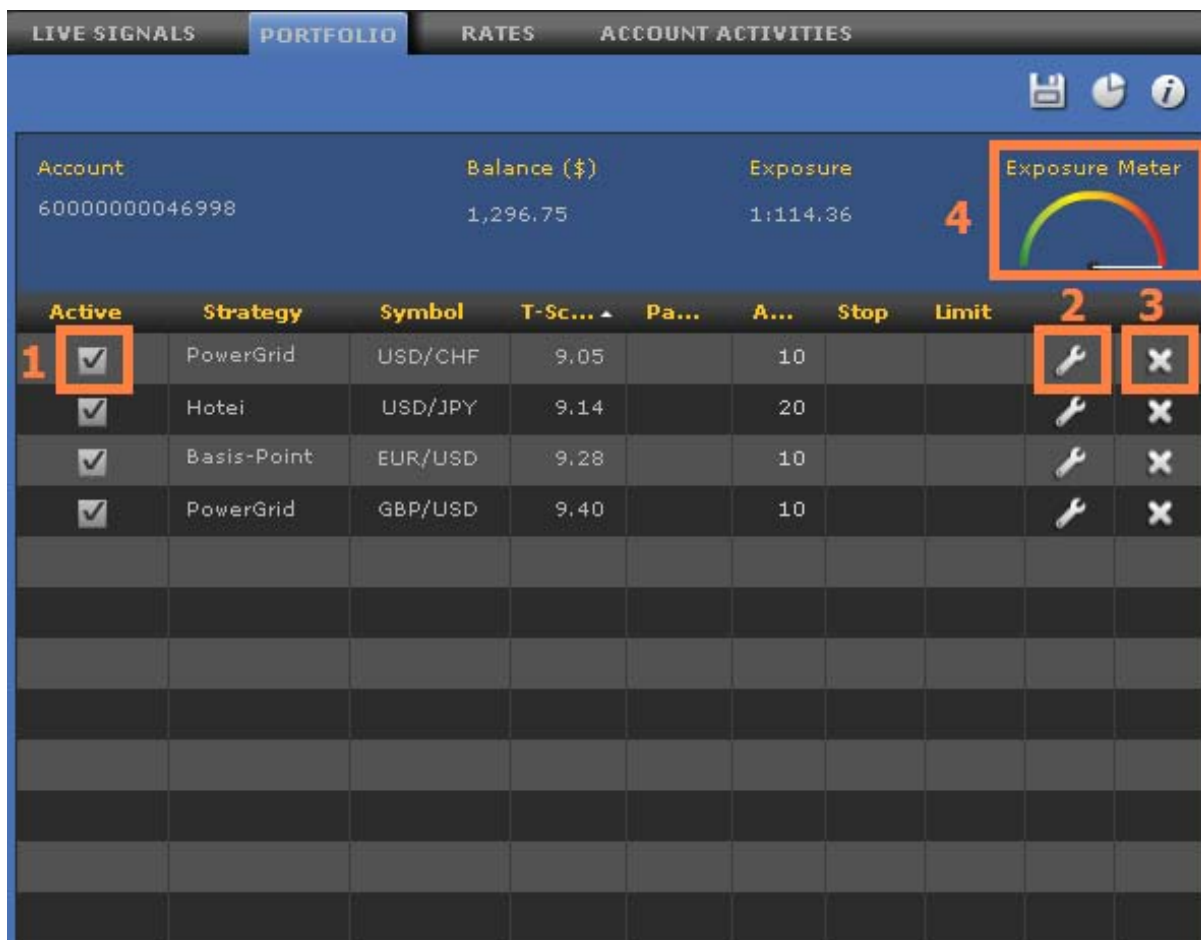 LIVE SIGNALS PORTFOLIO RATES ACCOUNT ACTIVITIES
Account Balance ($) Exposure Exposure Meter
60000000046998 1,296.75 1:114.36 4
Active Strategy Symbol T-Sc... Pa... A... Stop Limit 2 3
1 PowerGrid USD/CHF 9.05 10
Hotei USD/JPY 9.14 20
Basis-Point EUR/USD 9.28 10
PowerGrid GBP/USD 9.40 10